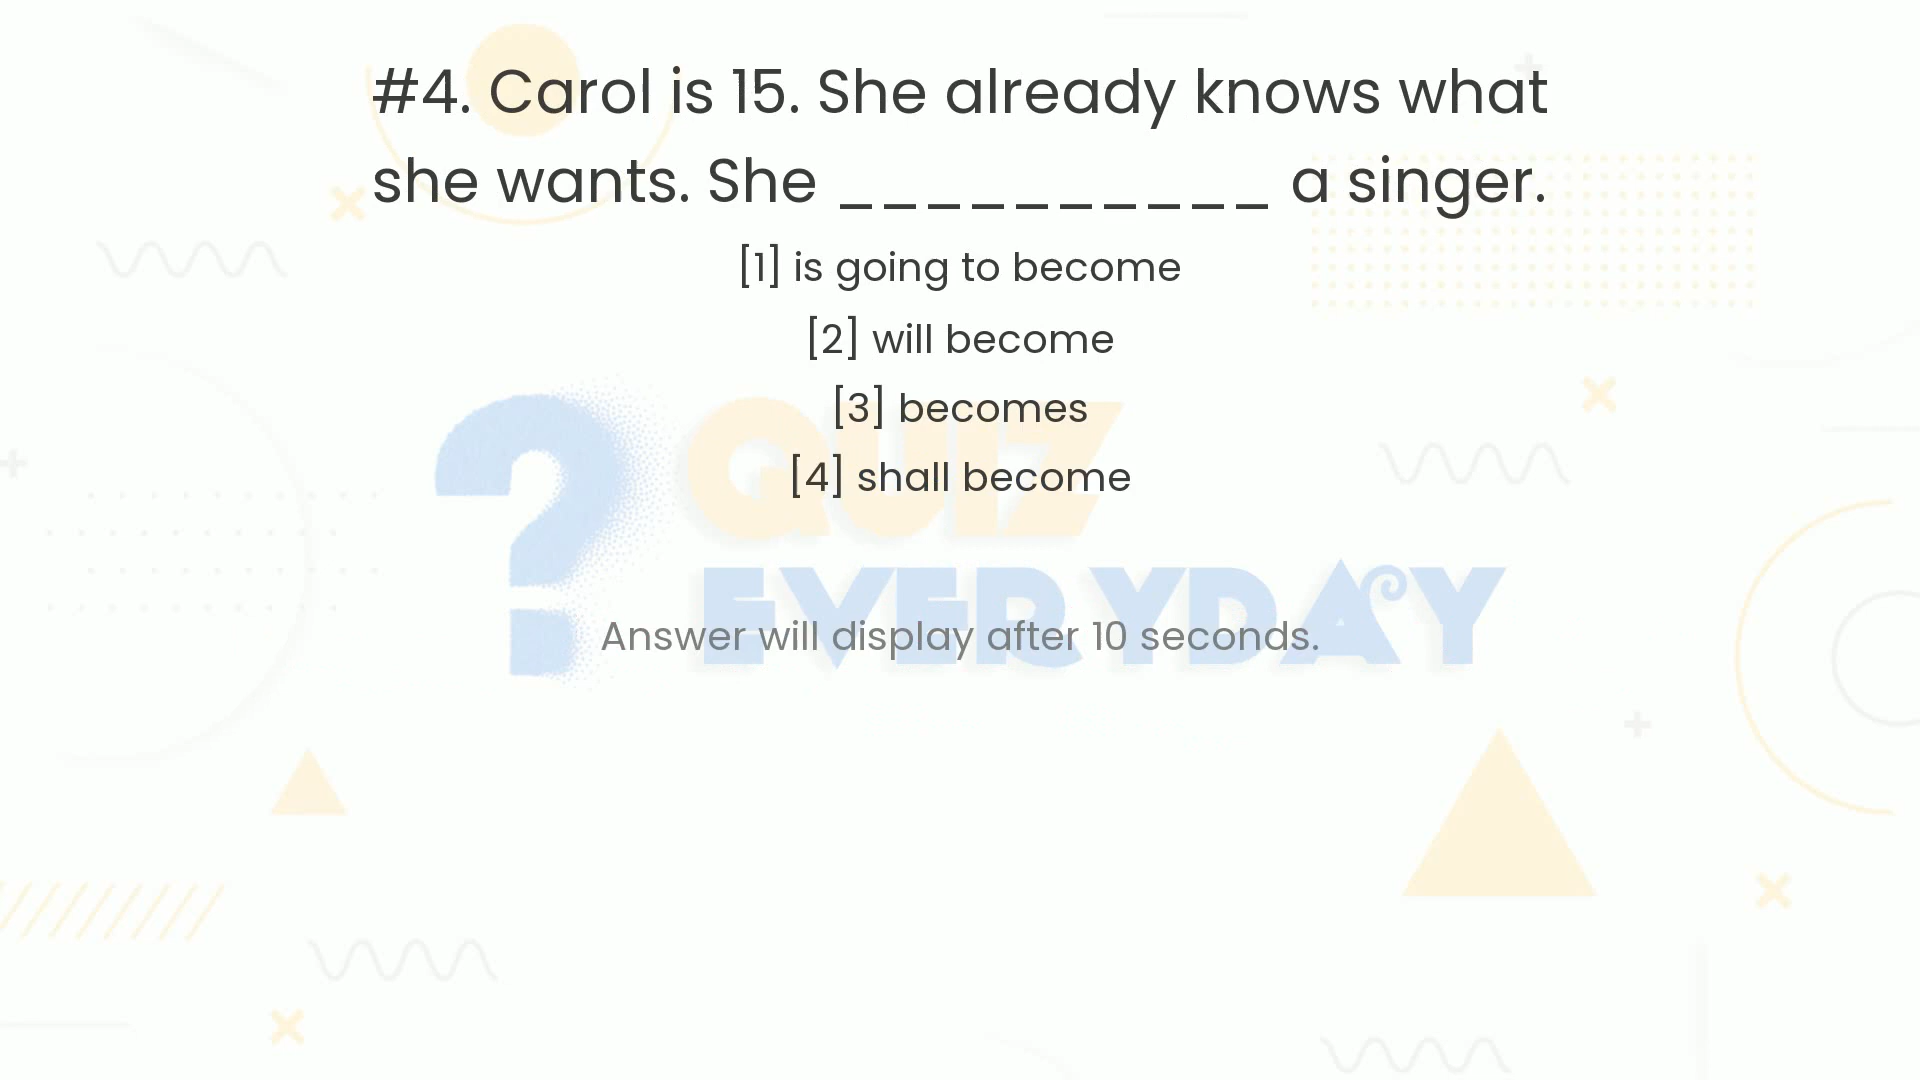 #4. Carol is 15. She already knows what
she wants. She __________ a singer.
[1] is going to become
[2] will become
[3] becomes
[4] shall become
QUIZ
EVERYDAY
Answer will display after 10 seconds.